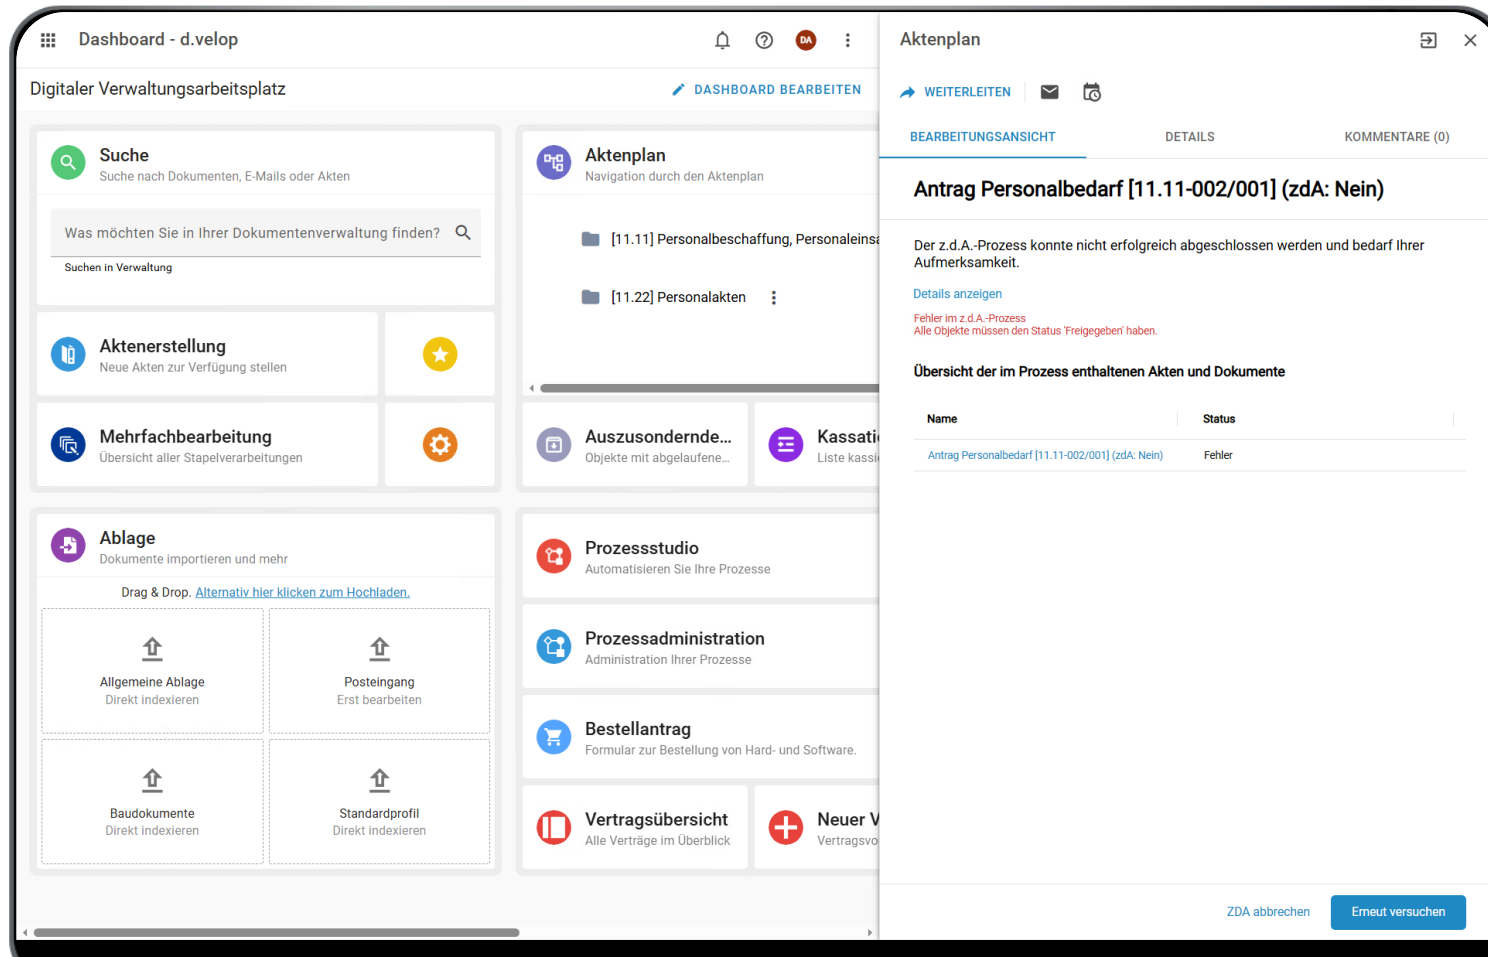 Dashboard - d.velop
DA
Digitaler Verwaltungsarbeitsplatz
DASHBOARD BEARBEITEN
Suche
Suche nach Dokumenten, E-Mails oder Akten
Was möchten Sie in Ihrer Dokumentenverwaltung finden?
Suchen in Verwaltung
Aktenerstellung
Neue Akten zur Verfügung stellen
Mehrfachbearbeitung
Übersicht aller Stapelverarbeitungen
Aktenplan
Navigation durch den Aktenplan
[11.11] Personalbeschaffung, Personaleinsa
[11.22] Personalakten
Auszusondernde...
Objekte mit abgelaufene...
Kassati
Liste kassie
Ablage
Dokumente importieren und mehr
Drag & Drop. Alternativ hier klicken zum Hochladen.
Allgemeine Ablage
Direkt indexieren
Posteingang
Erst bearbeiten
Baudokumente
Direkt indexieren
Standardprofil
Direkt indexieren
Prozessstudio
Automatisieren Sie Ihre Prozesse
Prozessadministration
Administration Ihrer Prozesse
Bestellantrag
Formular zur Bestellung von Hard- und Software.
Vertragsübersicht
Alle Verträge im Überblick
Neuer V
Vertragsvo
Aktenplan
WEITERLEITEN
BEARBEITUNGSANSICHT
DETAILS
KOMMENTARE (0)
Antrag Personalbedarf [11.11-002/001] (zdA: Nein)
Der z.d.A.-Prozess konnte nicht erfolgreich abgeschlossen werden und bedarf Ihrer
Aufmerksamkeit.
Details anzeigen
Fehler im z.d.A.-Prozess
Alle Objekte müssen den Status 'Freigegeben' haben.
Übersicht der im Prozess enthaltenen Akten und Dokumente
Name
Status
Antrag Personalbedarf [11.11-002/001] (zdA: Nein)
Fehler
ZDA abbrechen
Erneut versuchen